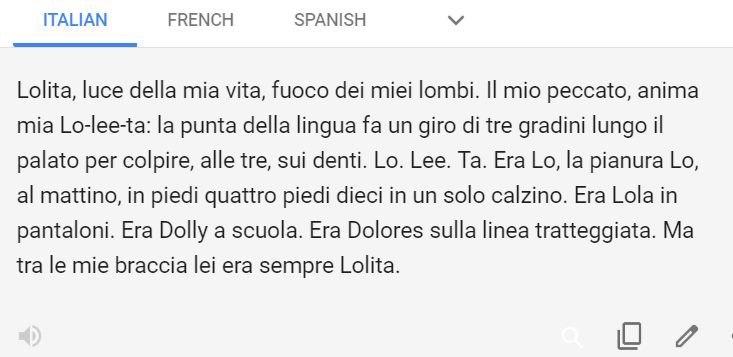 ITALIAN FRENCH SPANISH
Lolita, luce della mia vita, fuoco dei miei lombi. Il mio peccato, anima
mia Lo-lee-ta: la punta della lingua fa un giro di tre gradini lungo il
palato per colpire, alle tre, sui denti. Lo. Lee. Ta. Era Lo, la pianura Lo,
al mattino, in piedi quattro piedi dieci in un solo calzino. Era Lola in
pantaloni. Era Dolly a scuola. Era Dolores sulla linea tratteggiata. Ma
tra le mie braccia lei era sempre Lolita.